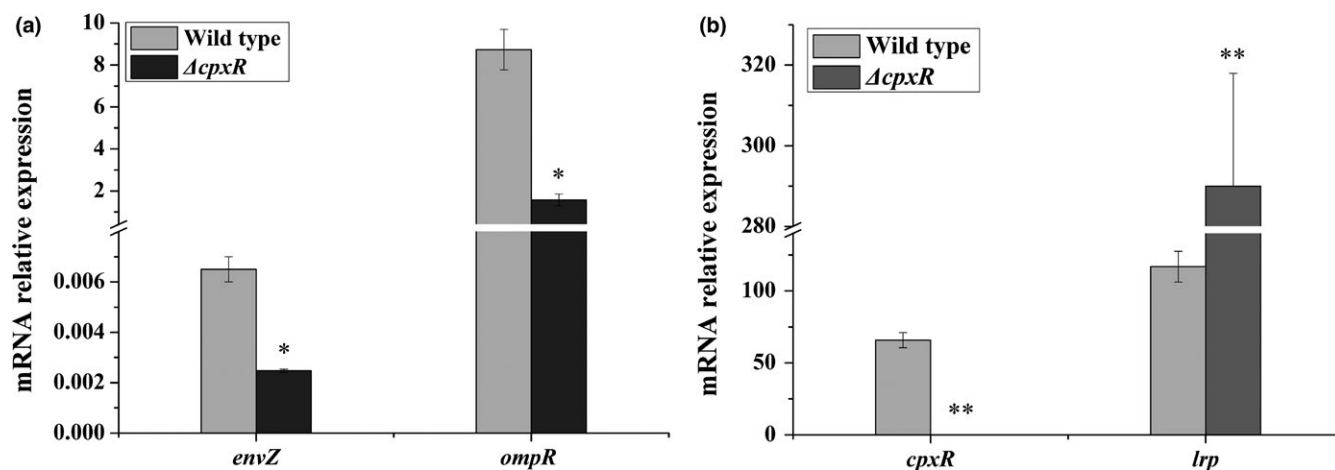 (a)
Wild type
ΔcpxR
mRNA relative expression
10
8
6
4
2
0.006
0.004
0.002
0.000
*
*
envZ
ompR
(b)
Wild type
ΔcpxR
mRNA relative expression
320
300
280
100
50
0
**
**
cpxR
lrp